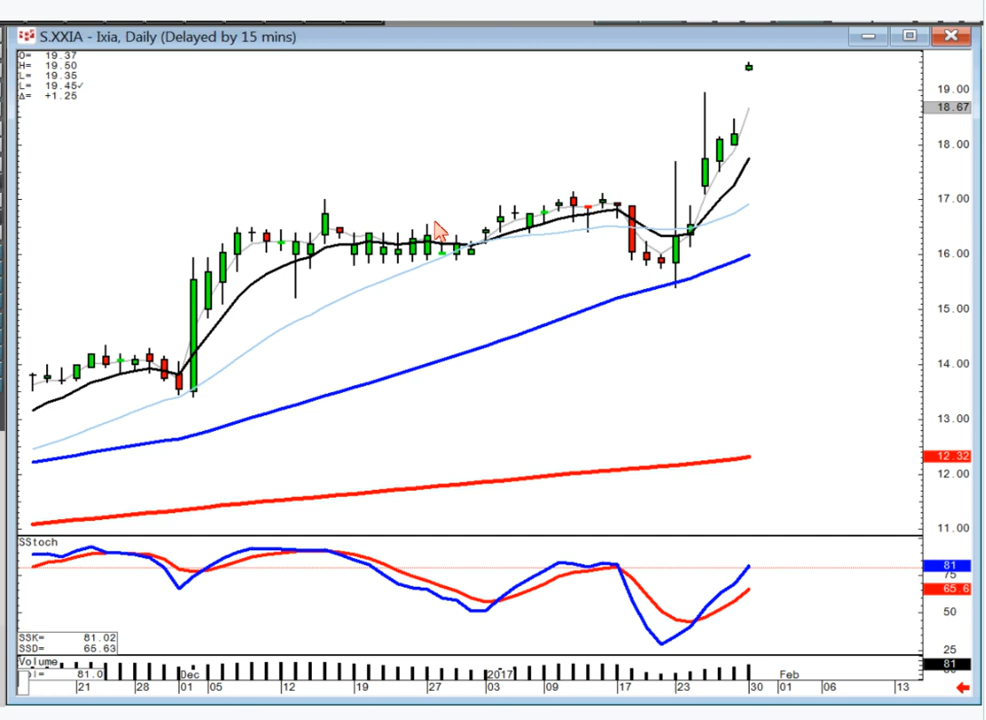 S.XXIA - Ixia, Daily (Delayed by 15 mins)
O= 19.37
H= 19.50
L= 19.35
L= 19.45✓
Δ= +1.25
19.00
18.67
18.00
17.00
16.00
15.00
14.00
13.00
12.32
12.00
11.00
SStoch
81
75
65.6
50
25
SSK= 81.02
SSD= 65.63
Volume
81.0
81
Dec 2017 Feb
21 28 01 05 12 19 27 03 09 17 23 30 01 06 13